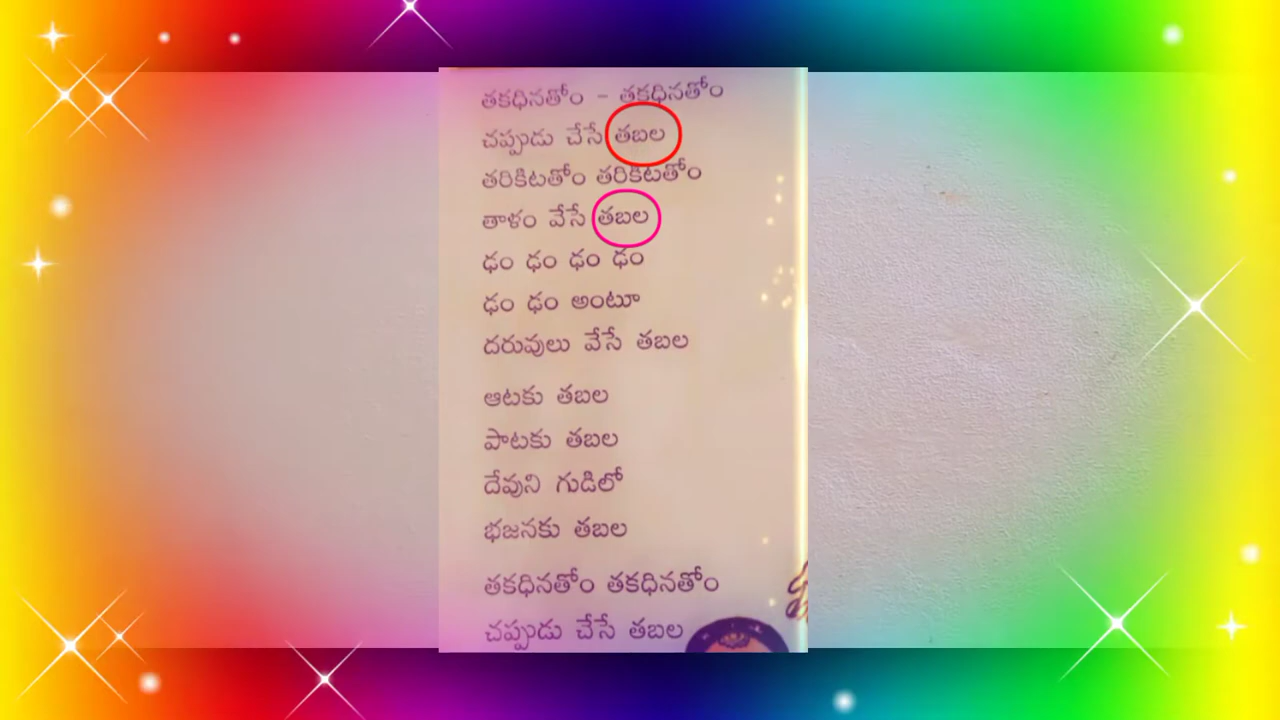 తకధినతోం - తకధినతోం
చప్పుడు చేసే తబల
తరికిటతోం తరికిటతోం
తాళం వేసే తబల
ఢం ఢం ఢం ఢం
ఢం ఢం అంటూ
దరువులు వేసే తబల
ఆటకు తబల
పాటకు తబల
దేవుని గుడిలో
భజనకు తబల
తకధినతోం తకధినతోం
చప్పుడు చేసే తబల